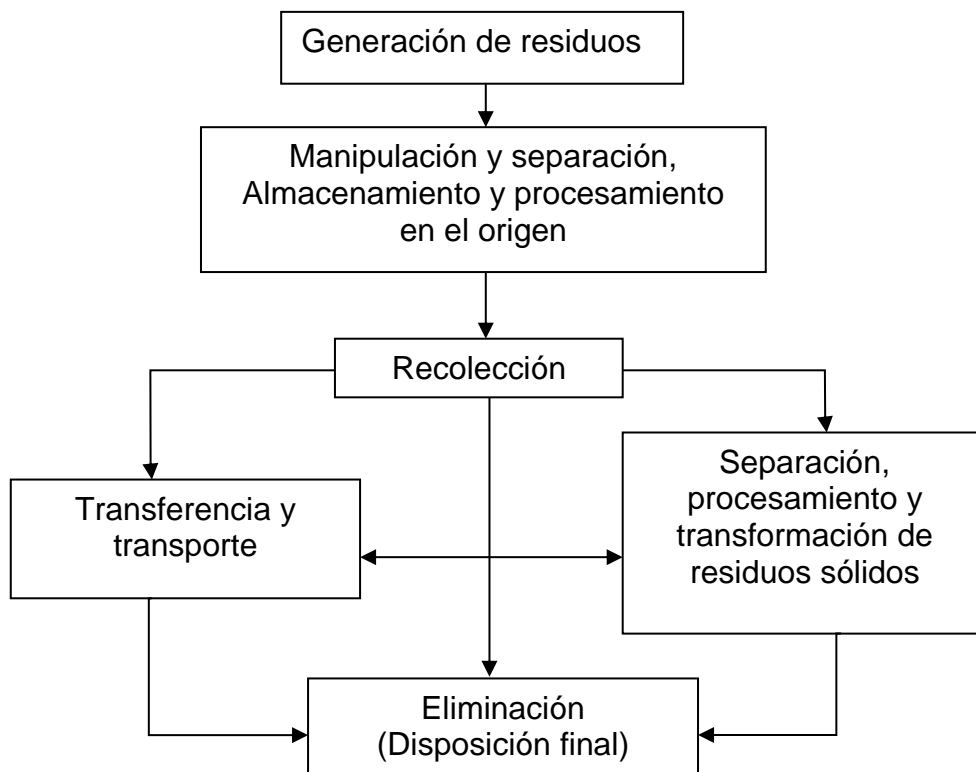 Generación de residuos
Manipulación y separación,
Almacenamiento y procesamiento
en el origen
Recolección
Transferencia y
transporte
Separación,
procesamiento y
transformación de
residuos sólidos
Eliminación
(Disposición final)